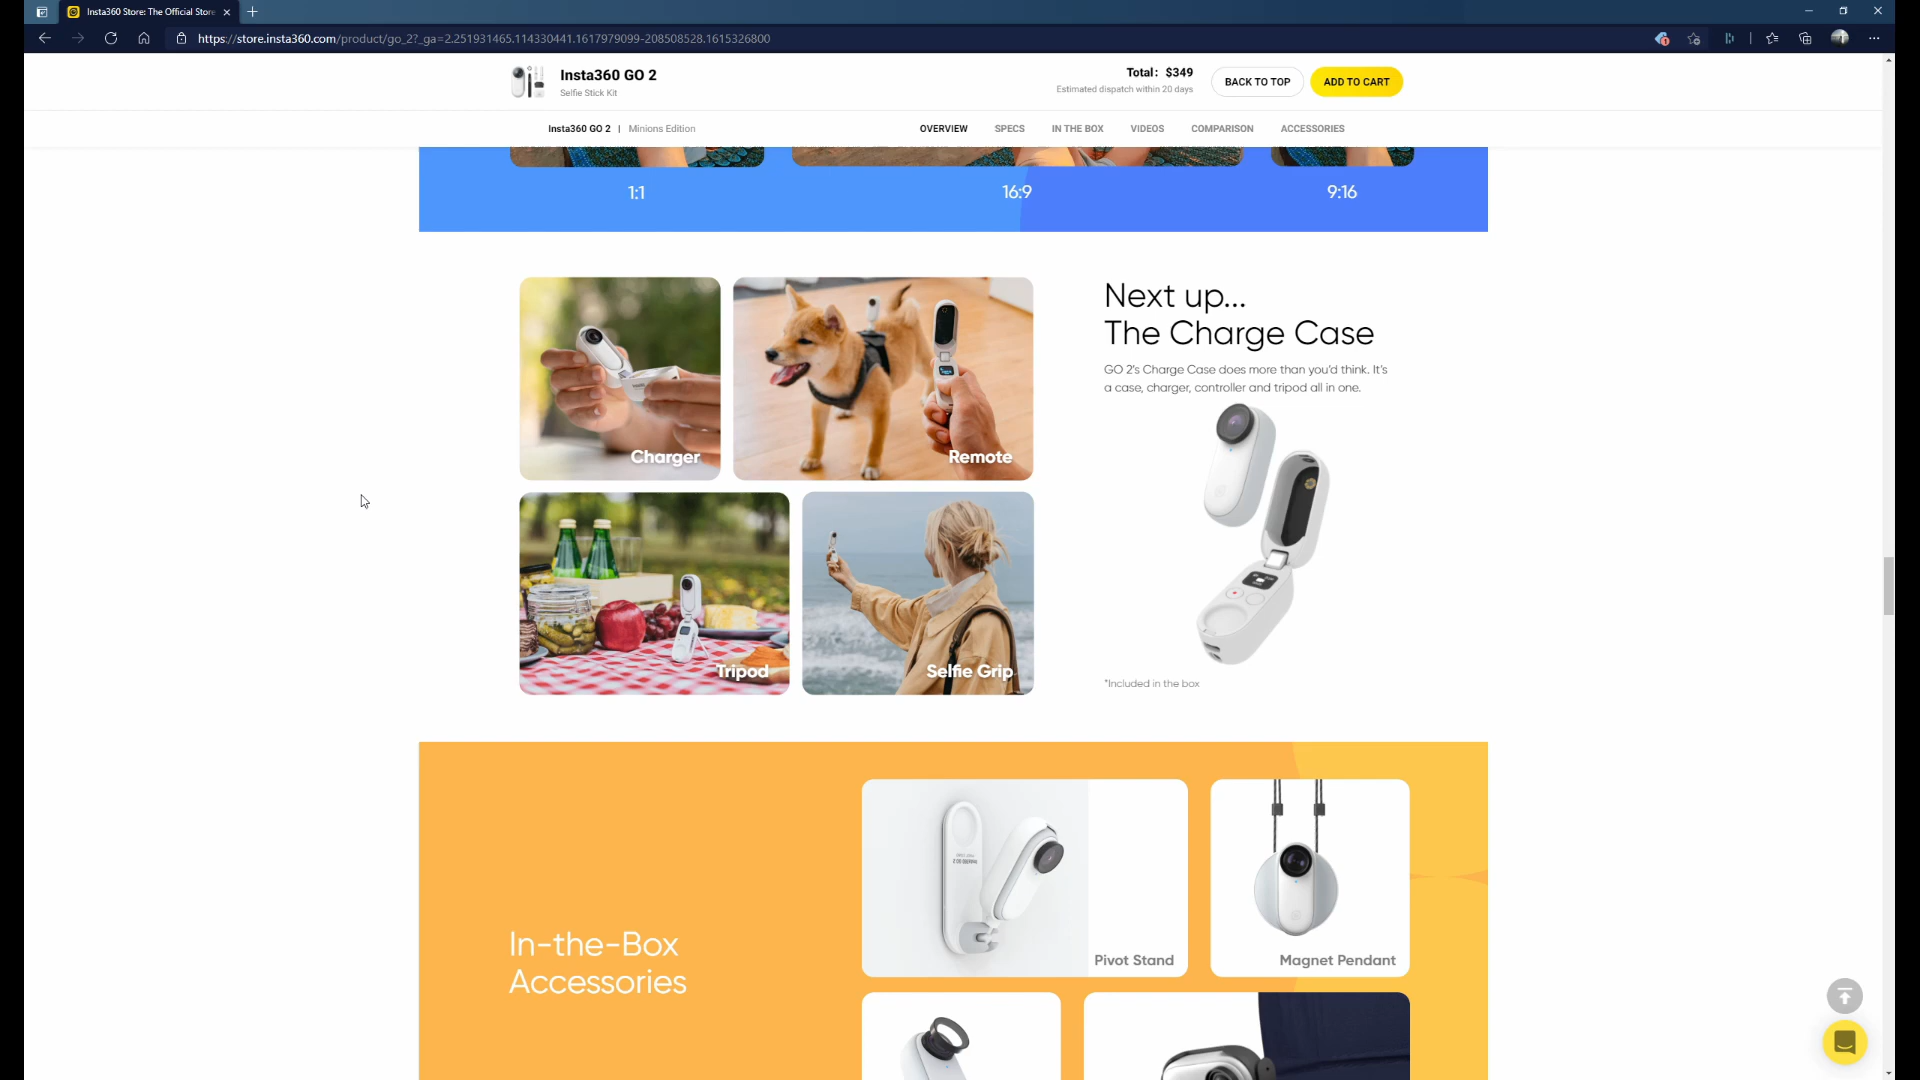 Insta360 Store: The Official Store
https://store.insta360.com/product/go_2?_ga=2.251931465.114330441.1617979099-208508528.1615326800
Insta360 GO 2
Selfie Stick Kit
Total: $349
Estimated dispatch within 20 days
BACK TO TOP
ADD TO CART
Insta360 GO 2 | Minions Edition
OVERVIEW
SPECS
IN THE BOX
VIDEOS
COMPARISON
ACCESSORIES
1:1
16:9
9:16
Charger
Remote
Tripod
Selfie Grip
Next up...
The Charge Case
GO 2's Charge Case does more than you'd think. It's
a case, charger, controller and tripod all in one.
*Included in the box
In-the-Box
Accessories
Pivot Stand
Magnet Pendant